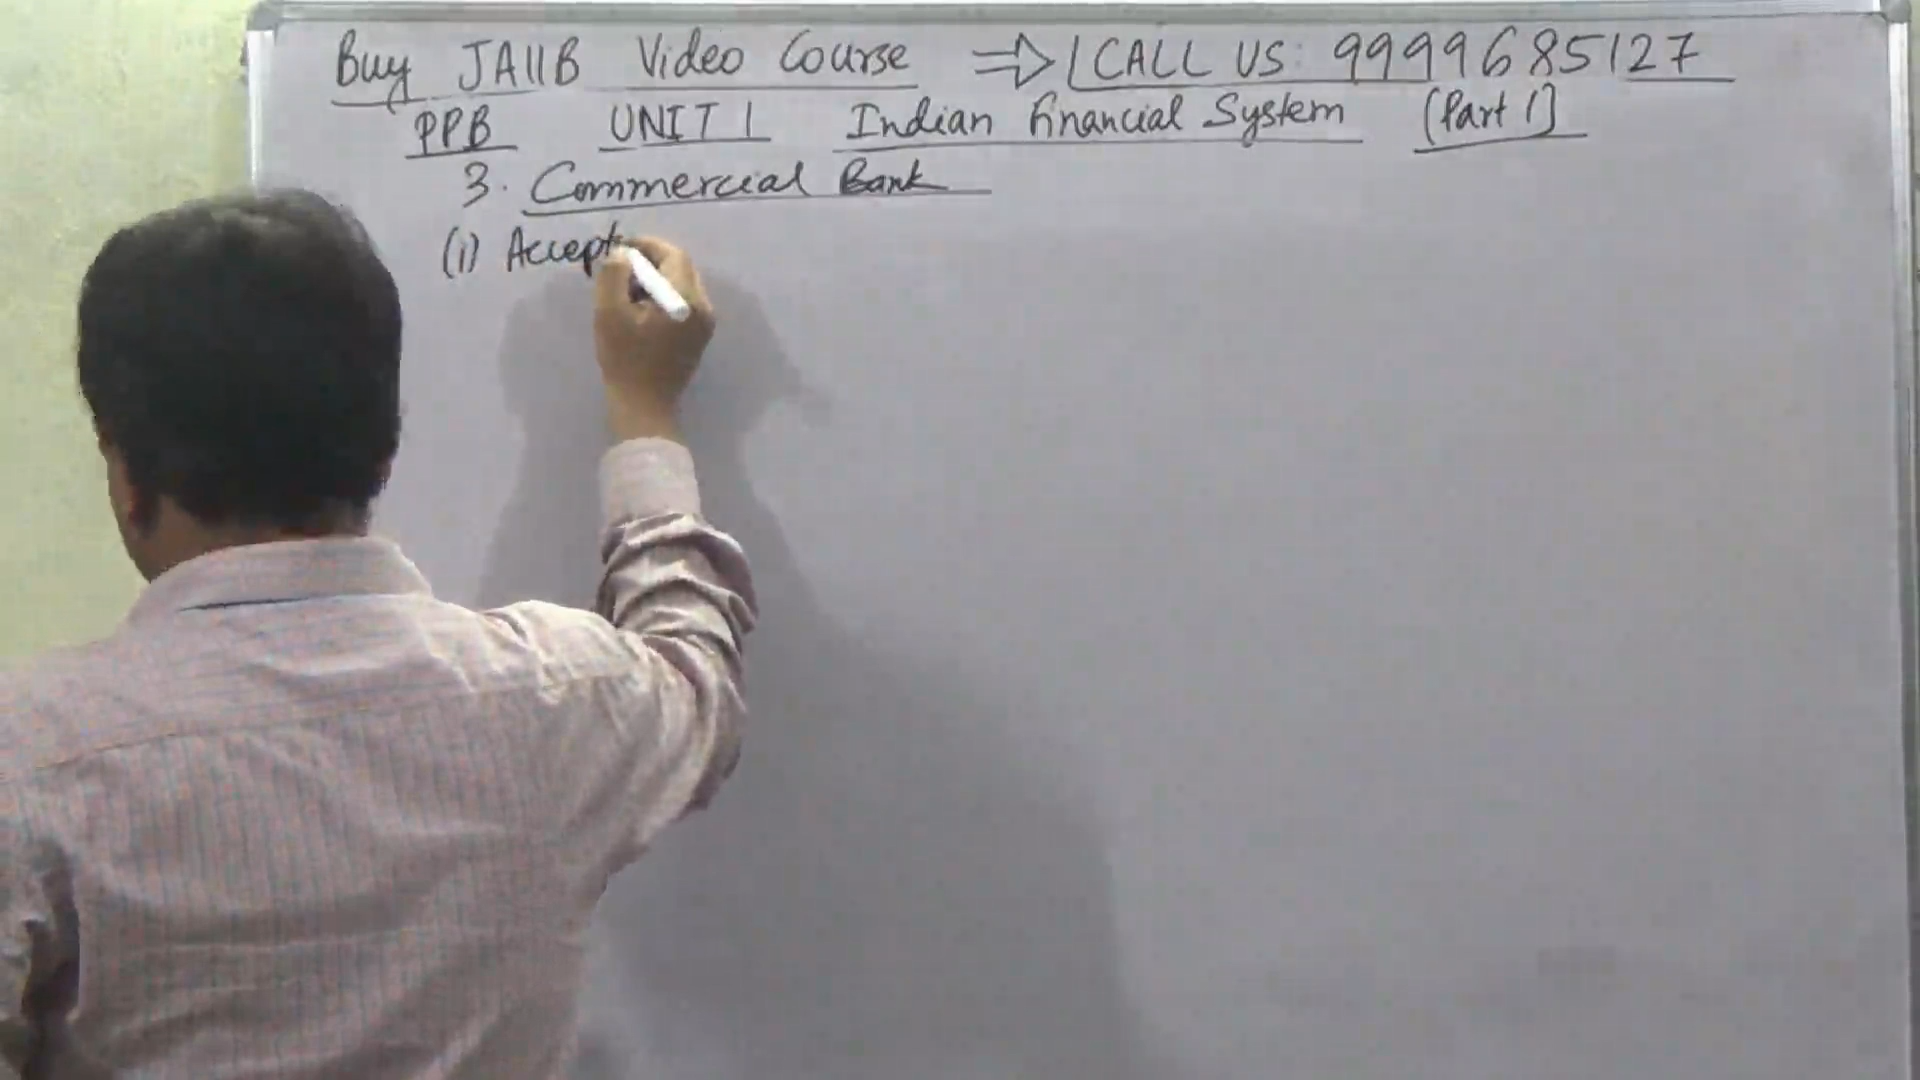 Buy JAIIB Video Course ⇒ CALL US: 9999685127
PPB UNIT 1 Indian Financial System (Part 1)
3. Commercial Bank
(i) Accept